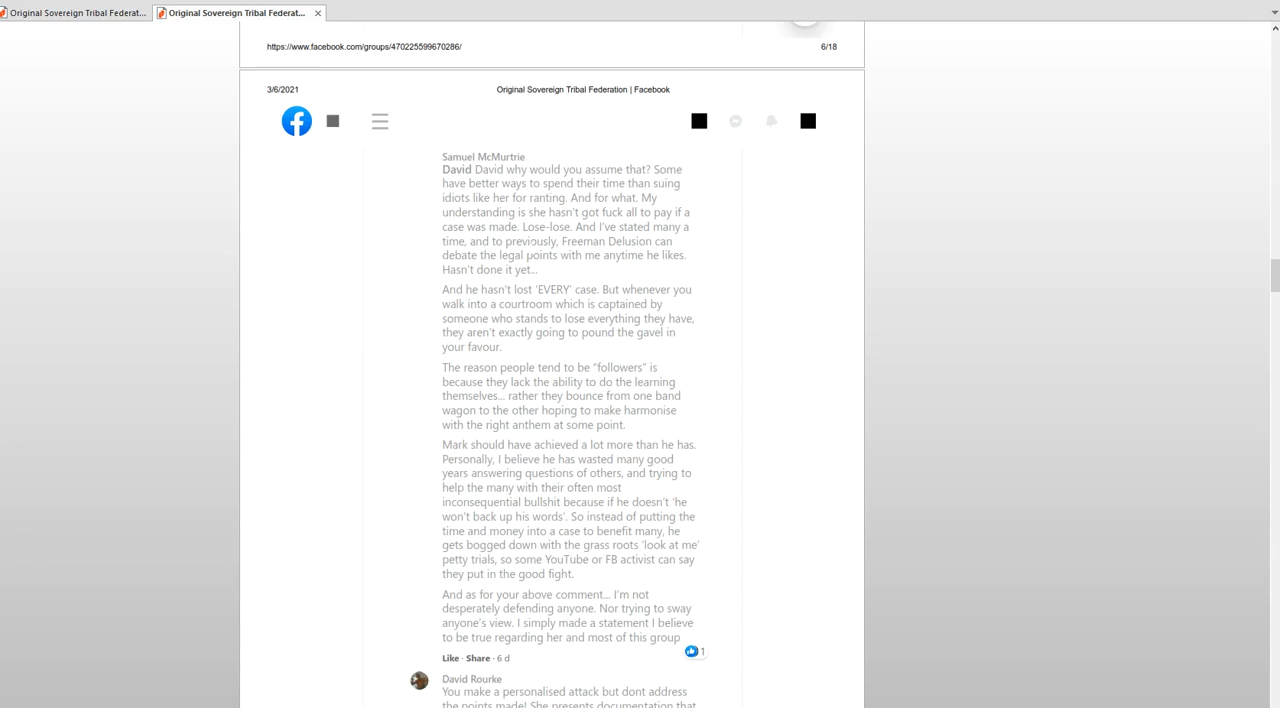 Original Sovereign Tribal Federat...
Original Sovereign Tribal Federat...
https://www.facebook.com/groups/470225599670286/
6/18
3/6/2021
Original Sovereign Tribal Federation | Facebook
Samuel McMurtrie
David David why would you assume that? Some
have better ways to spend their time than suing
idiots like her for ranting. And for what. My
understanding is she hasn't got fuck all to pay if a
case was made. Lose-lose. And I've stated many a
time, and to previously, Freeman Delusion can
debate the legal points with me anytime he likes.
Hasn't done it yet...
And he hasn't lost 'EVERY' case. But whenever you
walk into a courtroom which is captained by
someone who stands to lose everything they have,
they aren't exactly going to pound the gavel in
your favour.
The reason people tend to be "followers" is
because they lack the ability to do the learning
themselves... rather they bounce from one band
wagon to the other hoping to make harmonise
with the right anthem at some point.
Mark should have achieved a lot more than he has.
Personally, I believe he has wasted many good
years answering questions of others, and trying to
help the many with their often most
inconsequential bullshit because if he doesn't 'he
won't back up his words'. So instead of putting the
time and money into a case to benefit many, he
gets bogged down with the grass roots 'look at me'
petty trials, so some YouTube or FB activist can say
they put in the good fight.
And as for your above comment... I'm not
desperately defending anyone. Nor trying to sway
anyone's view. I simply made a statement I believe
to be true regarding her and most of this group
1
Like · Share · 6 d
David Rourke
You make a personalised attack but dont address
the points made! She presents documentation that